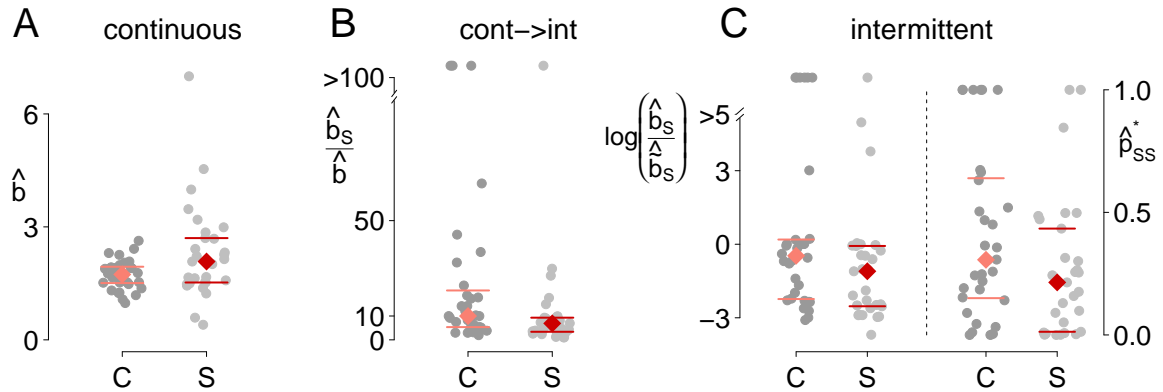 A continuous
b̂
6
3
0
C S
B cont−>int
b̂S
b̂
>100
50
10
0
C S
C intermittent
log(b̂S / b̃̂S)
>5
3
0
−3
C S
C S
1.0
0.5
0.0
p̂*SS